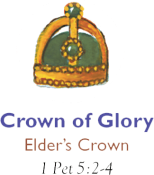 Crown of Glory
Elder's Crown
1 Pet 5:2-4